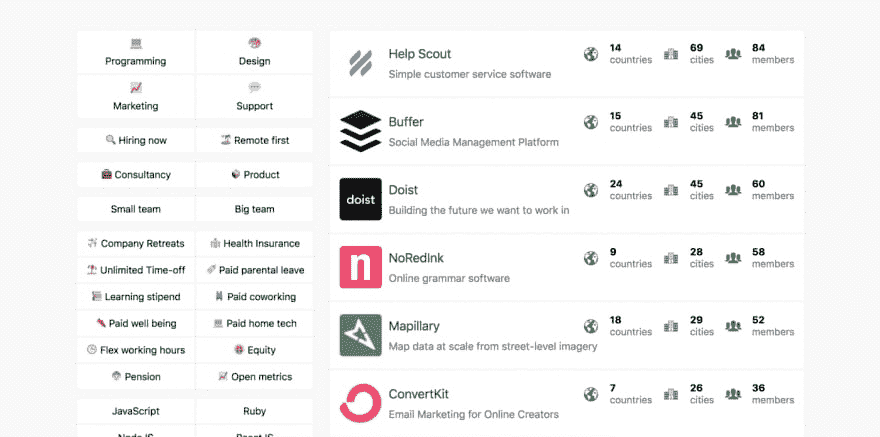 Programming Design
Marketing Support
Hiring now Remote first
Consultancy Product
Small team Big team
Company Retreats Health Insurance
Unlimited Time-off Paid parental leave
Learning stipend Paid coworking
Paid well being Paid home tech
Flex working hours Equity
Pension Open metrics
JavaScript Ruby
Help Scout
Simple customer service software
14 countries 69 cities 84 members
Buffer
Social Media Management Platform
15 countries 45 cities 81 members
doist
Doist
Building the future we want to work in
24 countries 45 cities 60 members
n
NoRedInk
Online grammar software
9 countries 28 cities 58 members
Mapillary
Map data at scale from street-level imagery
18 countries 29 cities 52 members
ConvertKit
Email Marketing for Online Creators
7 countries 26 cities 36 members